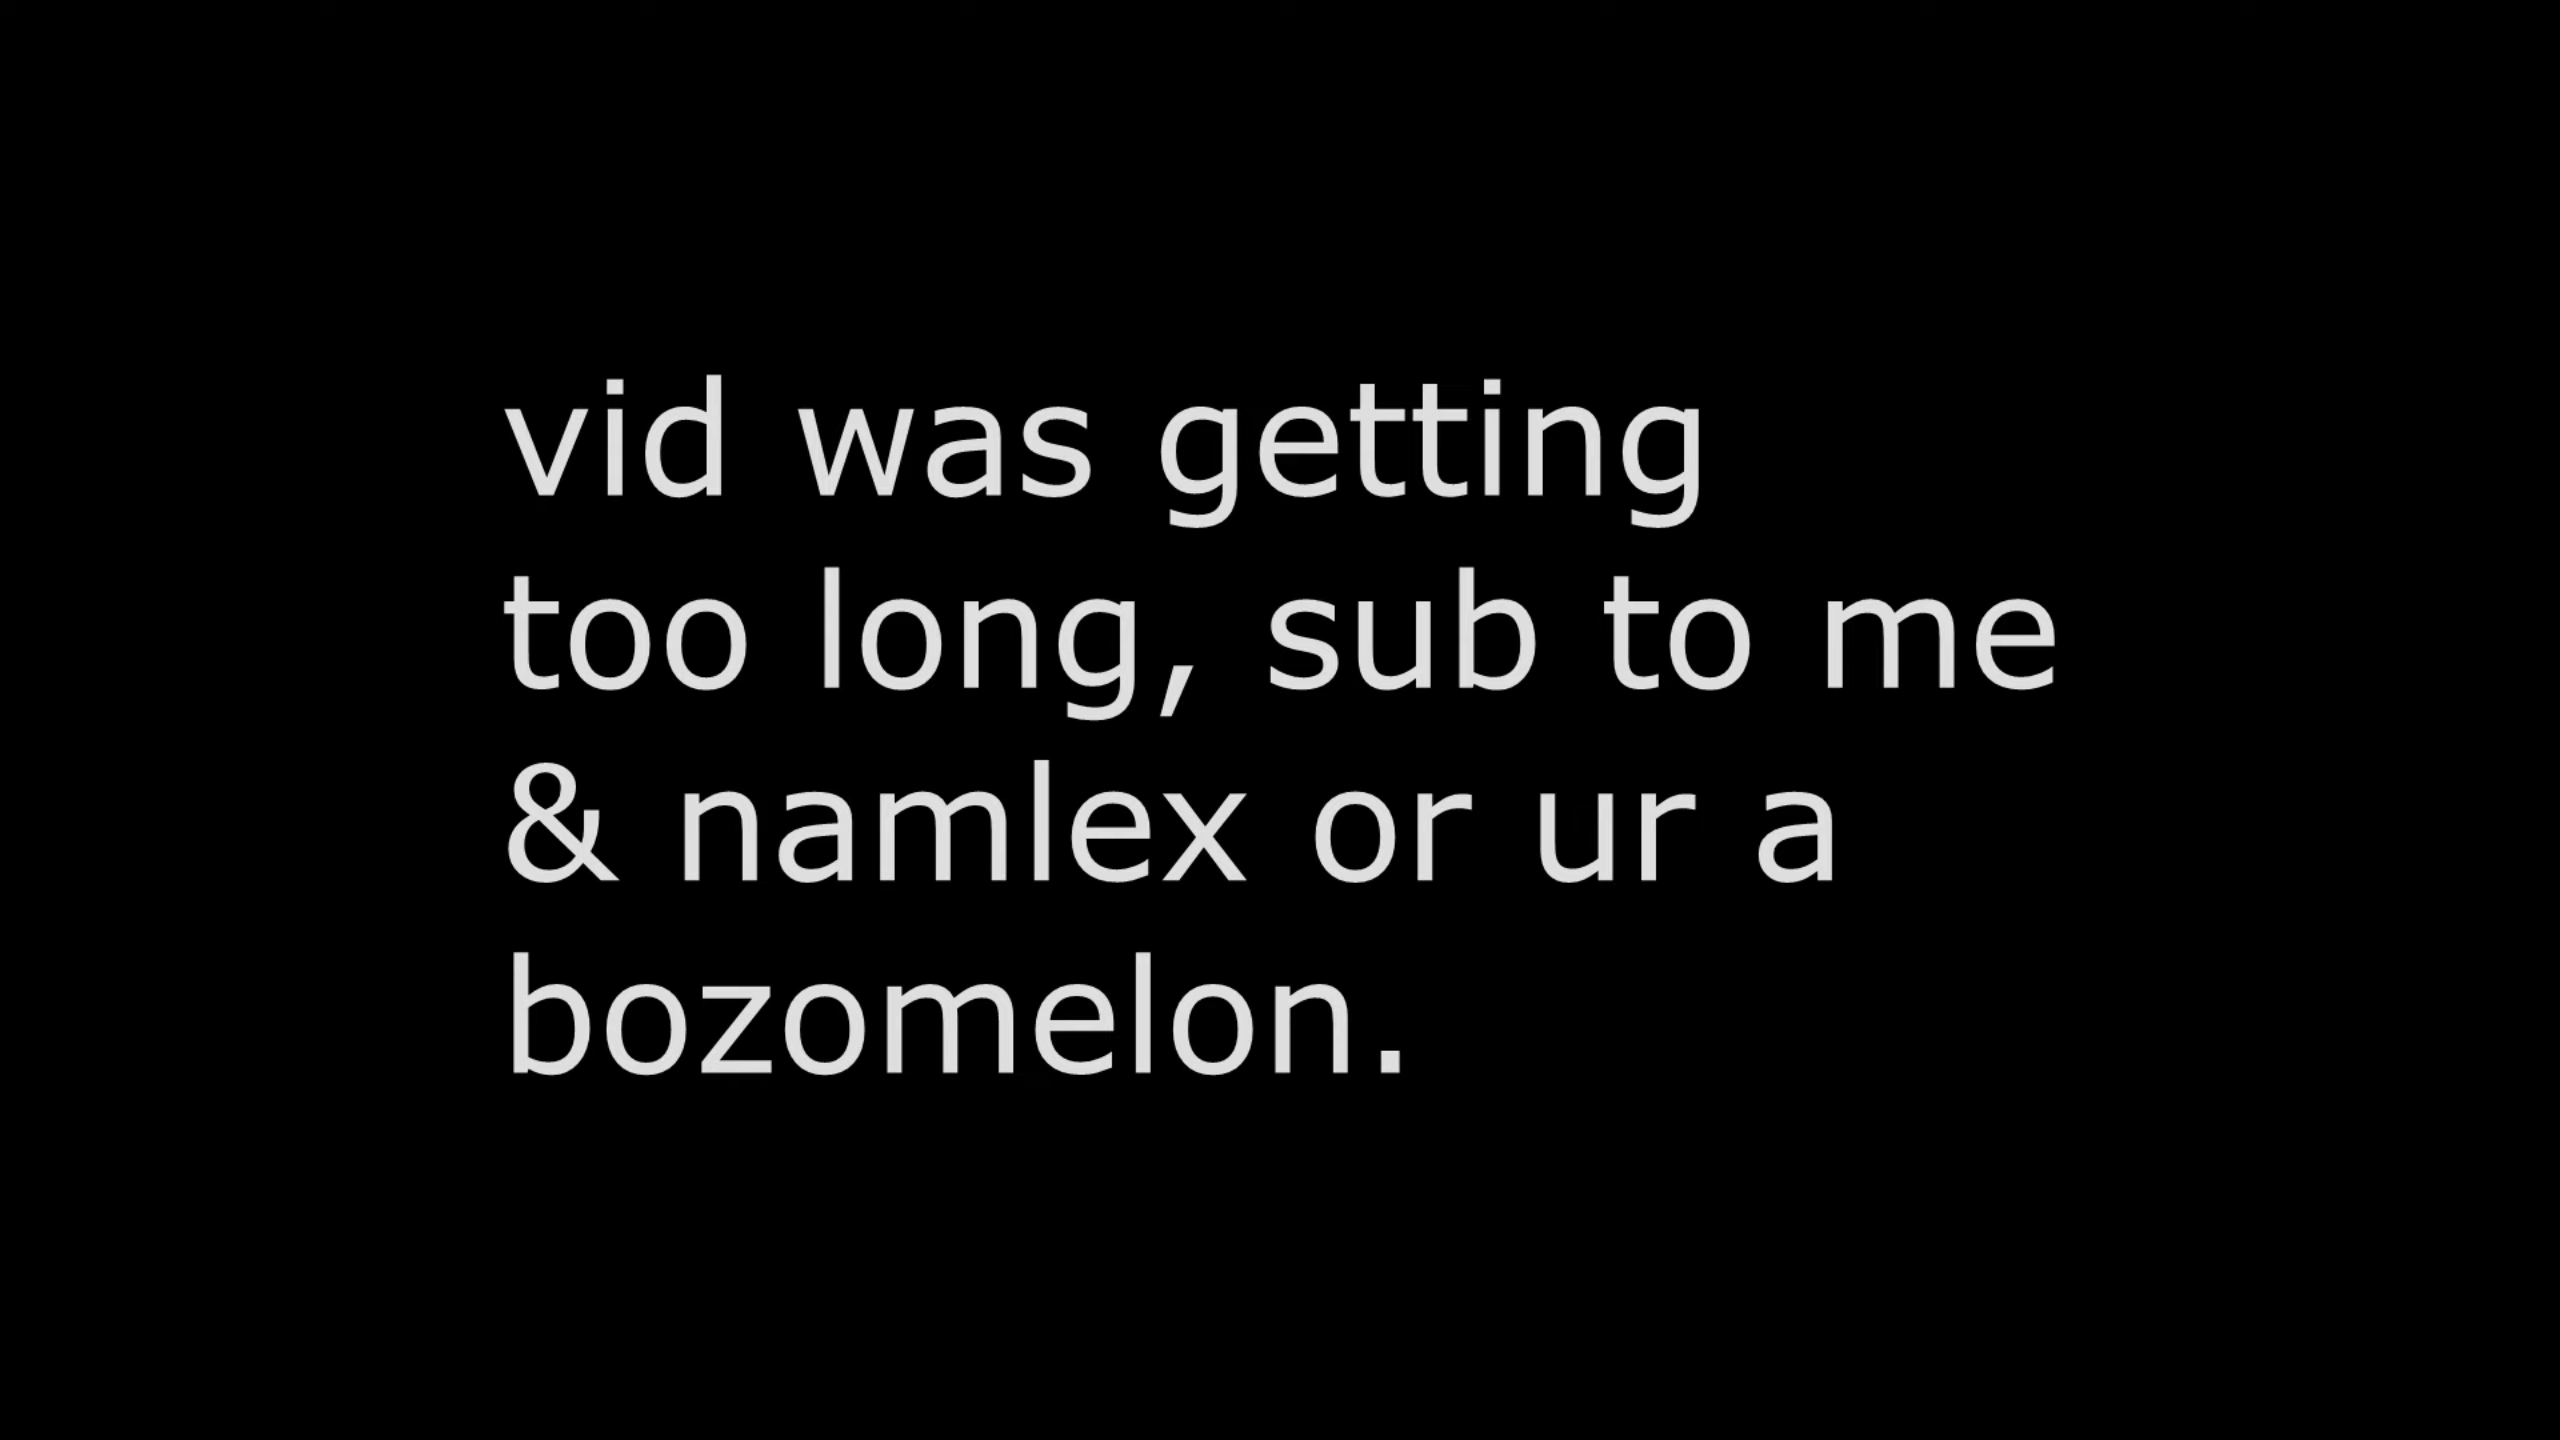 vid was getting
too long, sub to me
& namlex or ur a
bozomelon.